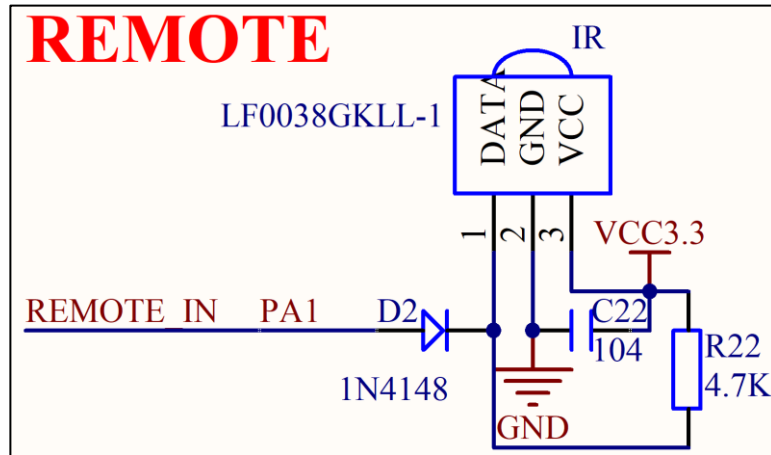 REMOTE
IR
LF0038GKLL-1
DATA
GND
VCC
1
2
3
VCC3.3
REMOTE_IN PA1 D2
C22
104
R22
4.7K
1N4148
GND